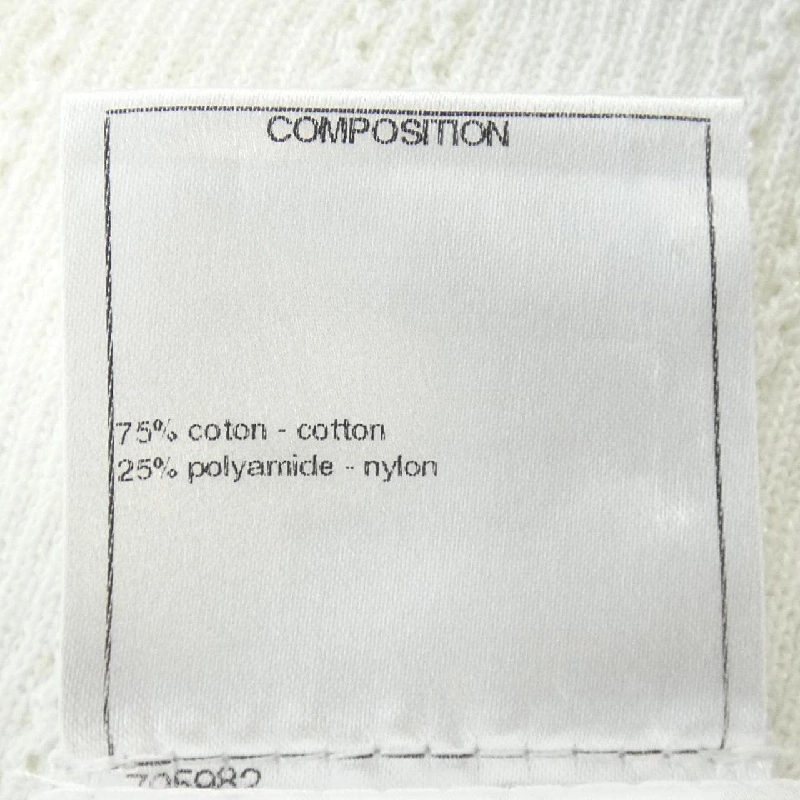 COMPOSITION
75% coton - cotton
25% polyamide - nylon